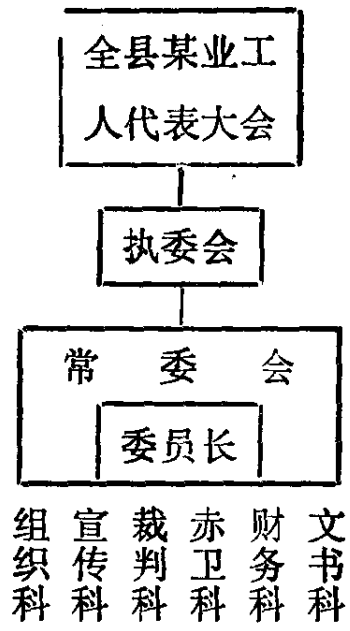 全县某业工
人代表大会
执委会
常委会
委员长
组织科
宣传科
裁判科
赤卫科
财务科
文书科